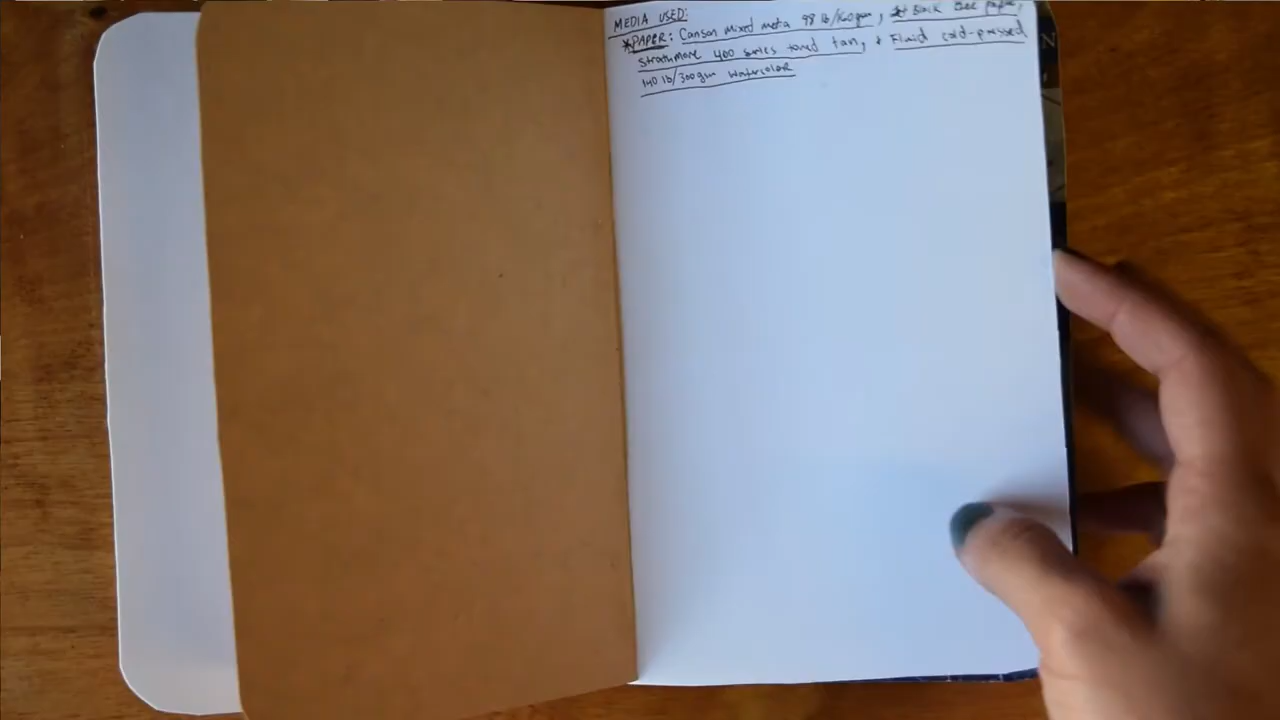 MEDIA USED:
*PAPER: Canson mixed media 98 lb/160gsm, Black Bee paper,
Strathmore 400 series toned tan, + Fluid cold-pressed
140 lb/300gsm watercolor